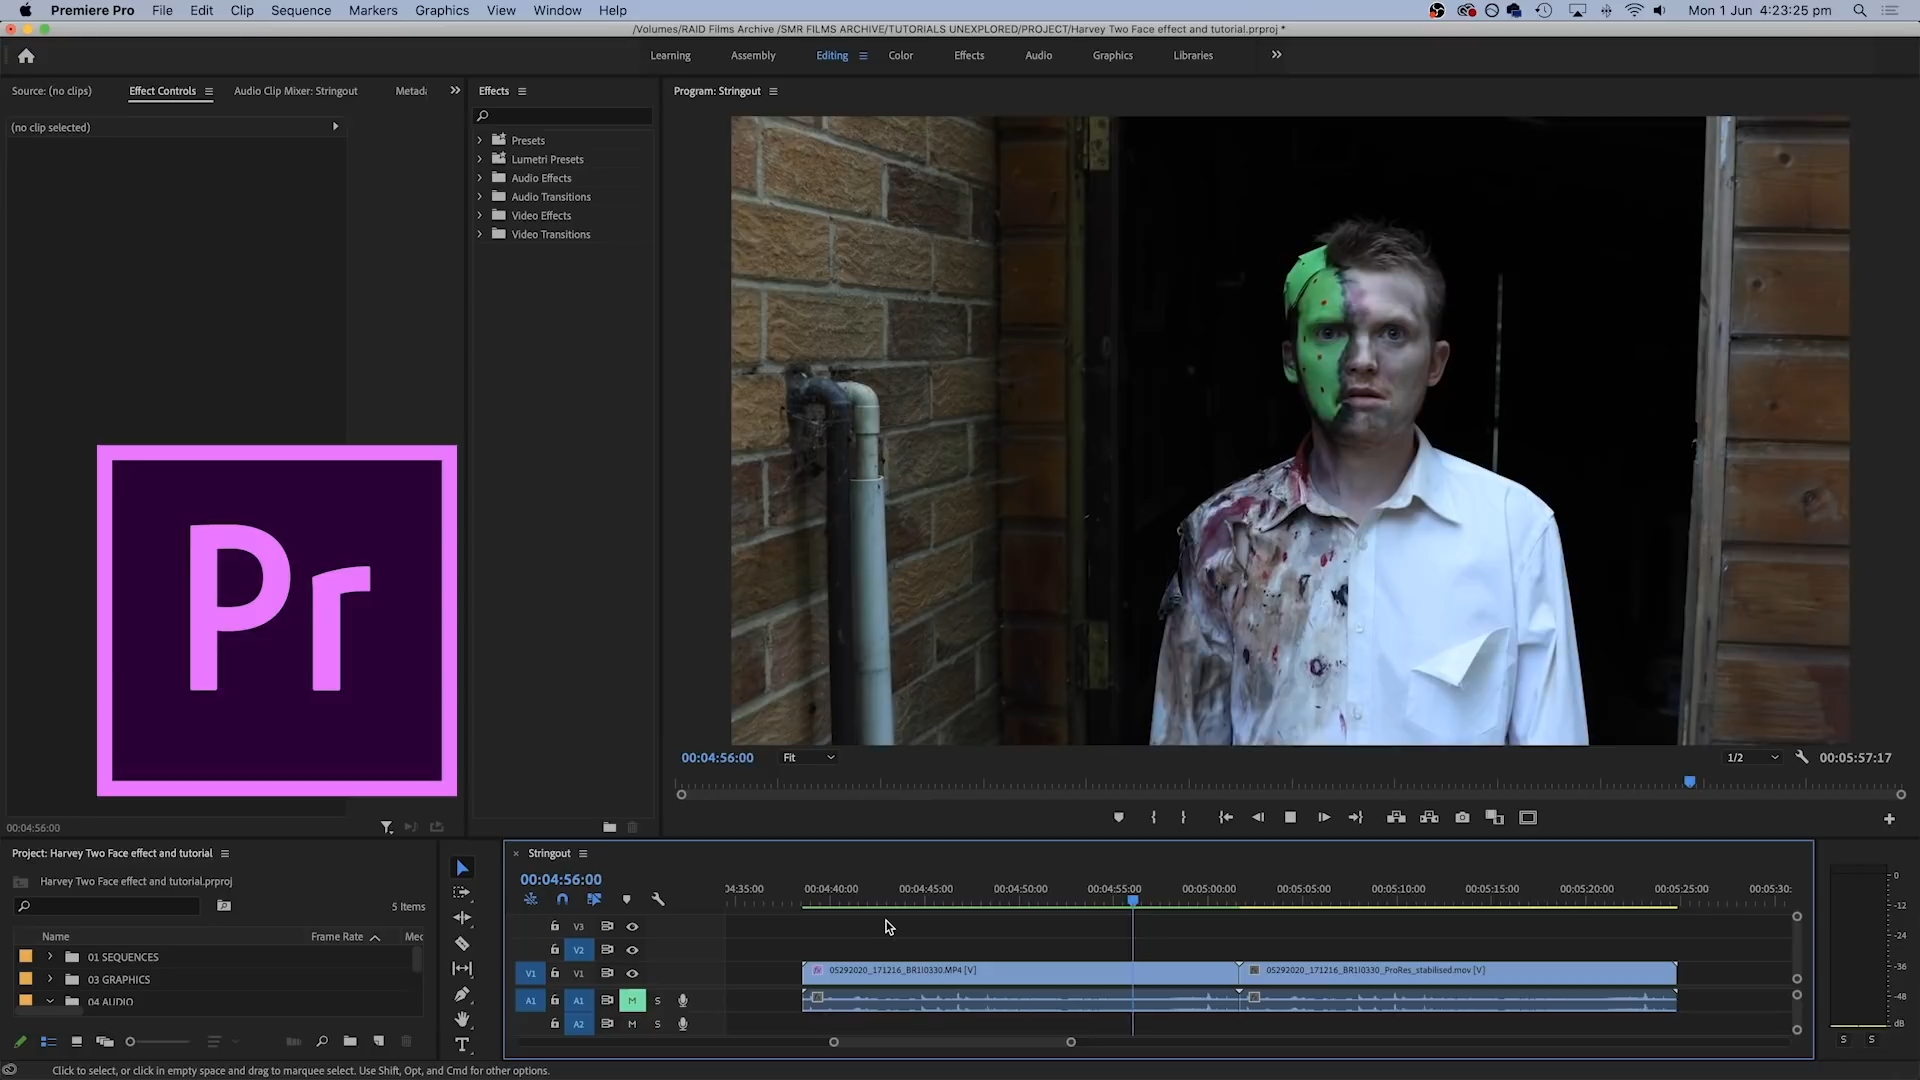 Premiere Pro File Edit Clip Sequence Markers Graphics View Window Help Mon 1 Jun 4:23:25 pm
/Volumes/RAID Films Archive /SMR FILMS ARCHIVE/TUTORIALS UNEXPLORED/PROJECT/Harvey Two Face effect and tutorial.prproj *
Learning Assembly Editing Color Effects Audio Graphics Libraries
Source: (no clips) Effect Controls Audio Clip Mixer: Stringout Metad
(no clip selected)
Effects
Presets
Lumetri Presets
Audio Effects
Audio Transitions
Video Effects
Video Transitions
Program: Stringout
Pr
00:04:56:00 Fit 1/2 00:05:57:17
00:04:56:00
Project: Harvey Two Face effect and tutorial
Harvey Two Face effect and tutorial.prproj
5 Items
Name Frame Rate Mec
01 SEQUENCES
03 GRAPHICS
04 AUDIO
Stringout
00:04:56:00
04:35:00 00:04:40:00 00:04:45:00 00:04:50:00 00:04:55:00 00:05:00:00 00:05:05:00 00:05:10:00 00:05:15:00 00:05:20:00 00:05:25:00 00:05:30:
V3
V2
V1 V1 05292020_171216_BR1I0330.MP4 [V] 05292020_171216_BR1I0330_ProRes_stabilised.mov [V]
A1 A1 M S
A2 M S
0
-12
-24
-36
-48
dB
S S
Click to select, or click in empty space and drag to marquee select. Use Shift, Opt, and Cmd for other options.